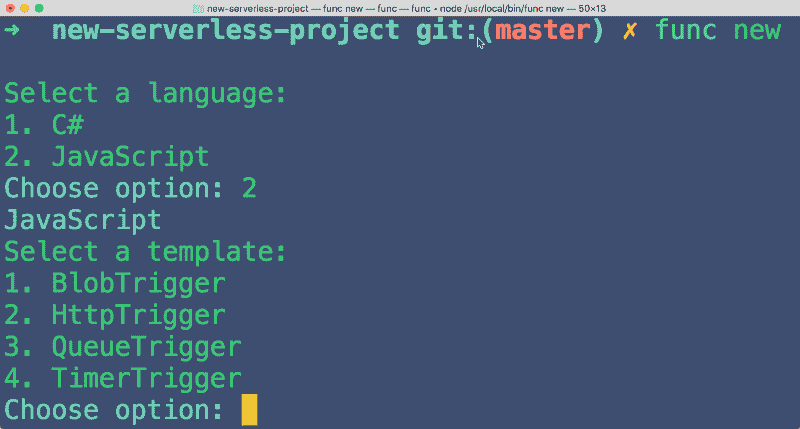 new-serverless-project — func new — func — func • node /usr/local/bin/func new — 50×13
➜ new-serverless-project git:(master) ✗ func new
Select a language:
1. C#
2. JavaScript
Choose option: 2
JavaScript
Select a template:
1. BlobTrigger
2. HttpTrigger
3. QueueTrigger
4. TimerTrigger
Choose option: